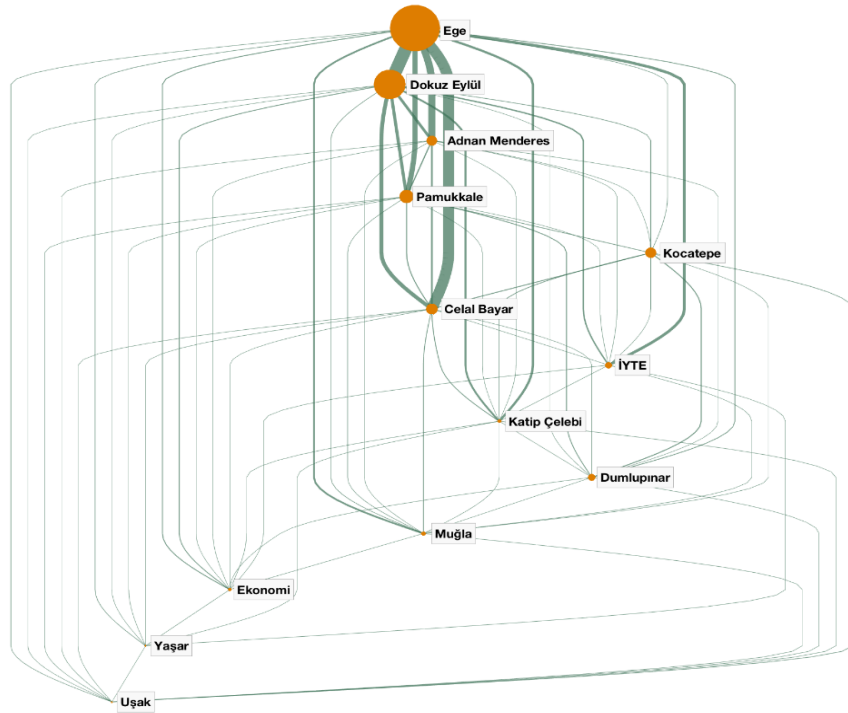 Ege
Dokuz Eylül
Adnan Menderes
Pamukkale
Kocatepe
Celal Bayar
İYTE
Katip Çelebi
Dumlupınar
Muğla
Ekonomi
Yaşar
Uşak